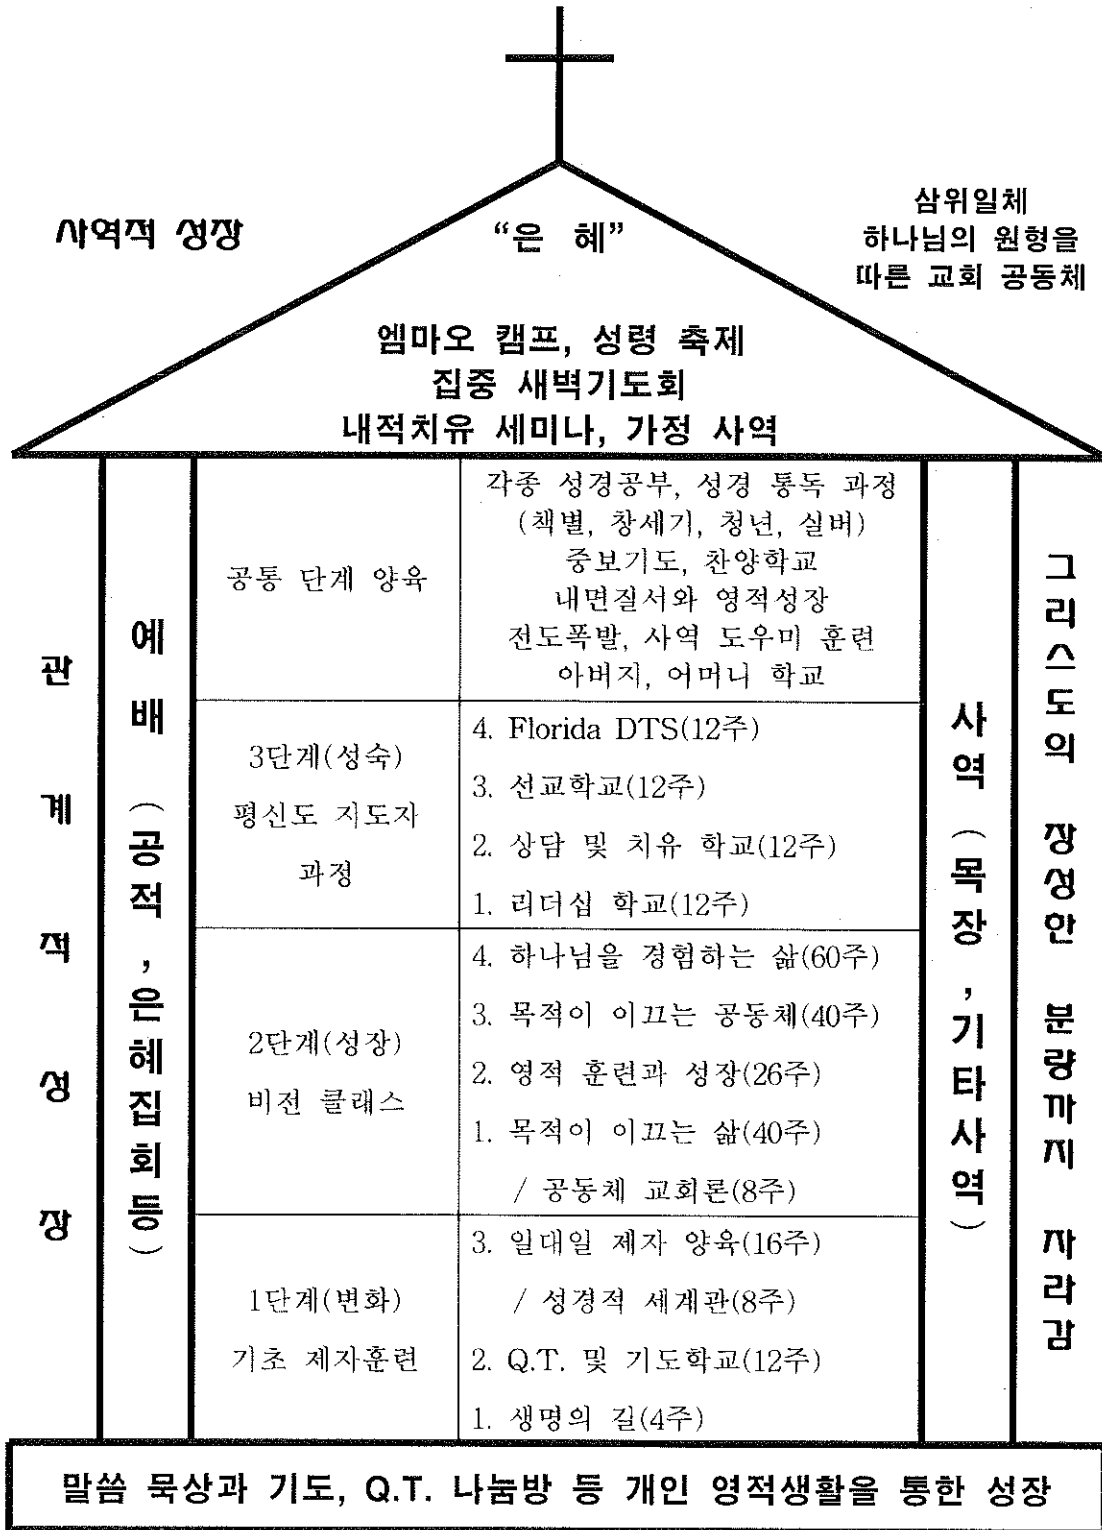 사역적 성장
“은 혜”
삼위일체
하나님의 원형을
따른 교회 공동체
엠마오 캠프, 성령 축제
집중 새벽기도회
내적치유 세미나, 가정 사역
관계적성장
예배 (공적,은혜집회등)
공통 단계 양육
각종 성경공부, 성경 통독 과정
(책별, 창세기, 청년, 실버)
중보기도, 찬양학교
내면질서와 영적성장
전도폭발, 사역 도우미 훈련
아버지, 어머니 학교
3단계(성숙)
평신도 지도자
과정
4. Florida DTS(12주)
3. 선교학교(12주)
2. 상담 및 치유 학교(12주)
1. 리더십 학교(12주)
2단계(성장)
비전 클래스
4. 하나님을 경험하는 삶(60주)
3. 목적이 이끄는 공동체(40주)
2. 영적 훈련과 성장(26주)
1. 목적이 이끄는 삶(40주)
/ 공동체 교회론(8주)
1단계(변화)
기초 제자훈련
3. 일대일 제자 양육(16주)
/ 성경적 세계관(8주)
2. Q.T. 및 기도학교(12주)
1. 생명의 길(4주)
사역 (목장,기타사역)
그리스도의 장성한 분량까지 자라감
말씀 묵상과 기도, Q.T. 나눔방 등 개인 영적생활을 통한 성장